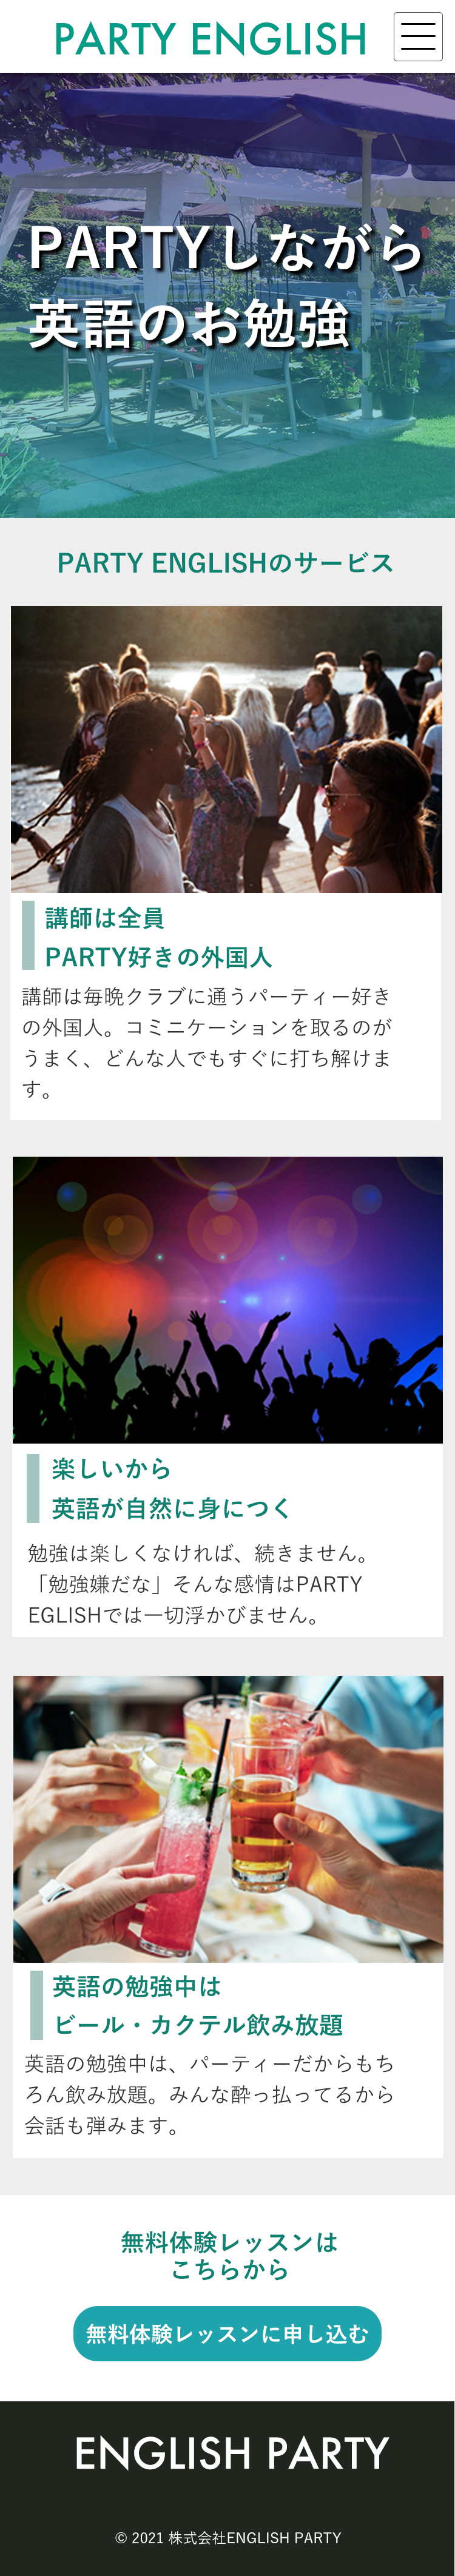 PARTY ENGLISH
PARTYしながら
英語のお勉強
PARTY ENGLISHのサービス
講師は全員
PARTY好きの外国人
講師は毎晩クラブに通うパーティー好き
の外国人。コミニケーションを取るのが
うまく、どんな人でもすぐに打ち解けま
す。
楽しいから
英語が自然に身につく
勉強は楽しくなければ、続きません。
「勉強嫌だな」そんな感情はPARTY
EGLISHでは一切浮かびません。
英語の勉強中は
ビール・カクテル飲み放題
英語の勉強中は、パーティーだからもち
ろん飲み放題。みんな酔っ払ってるから
会話も弾みます。
無料体験レッスンは
こちらから
無料体験レッスンに申し込む
ENGLISH PARTY
© 2021 株式会社ENGLISH PARTY